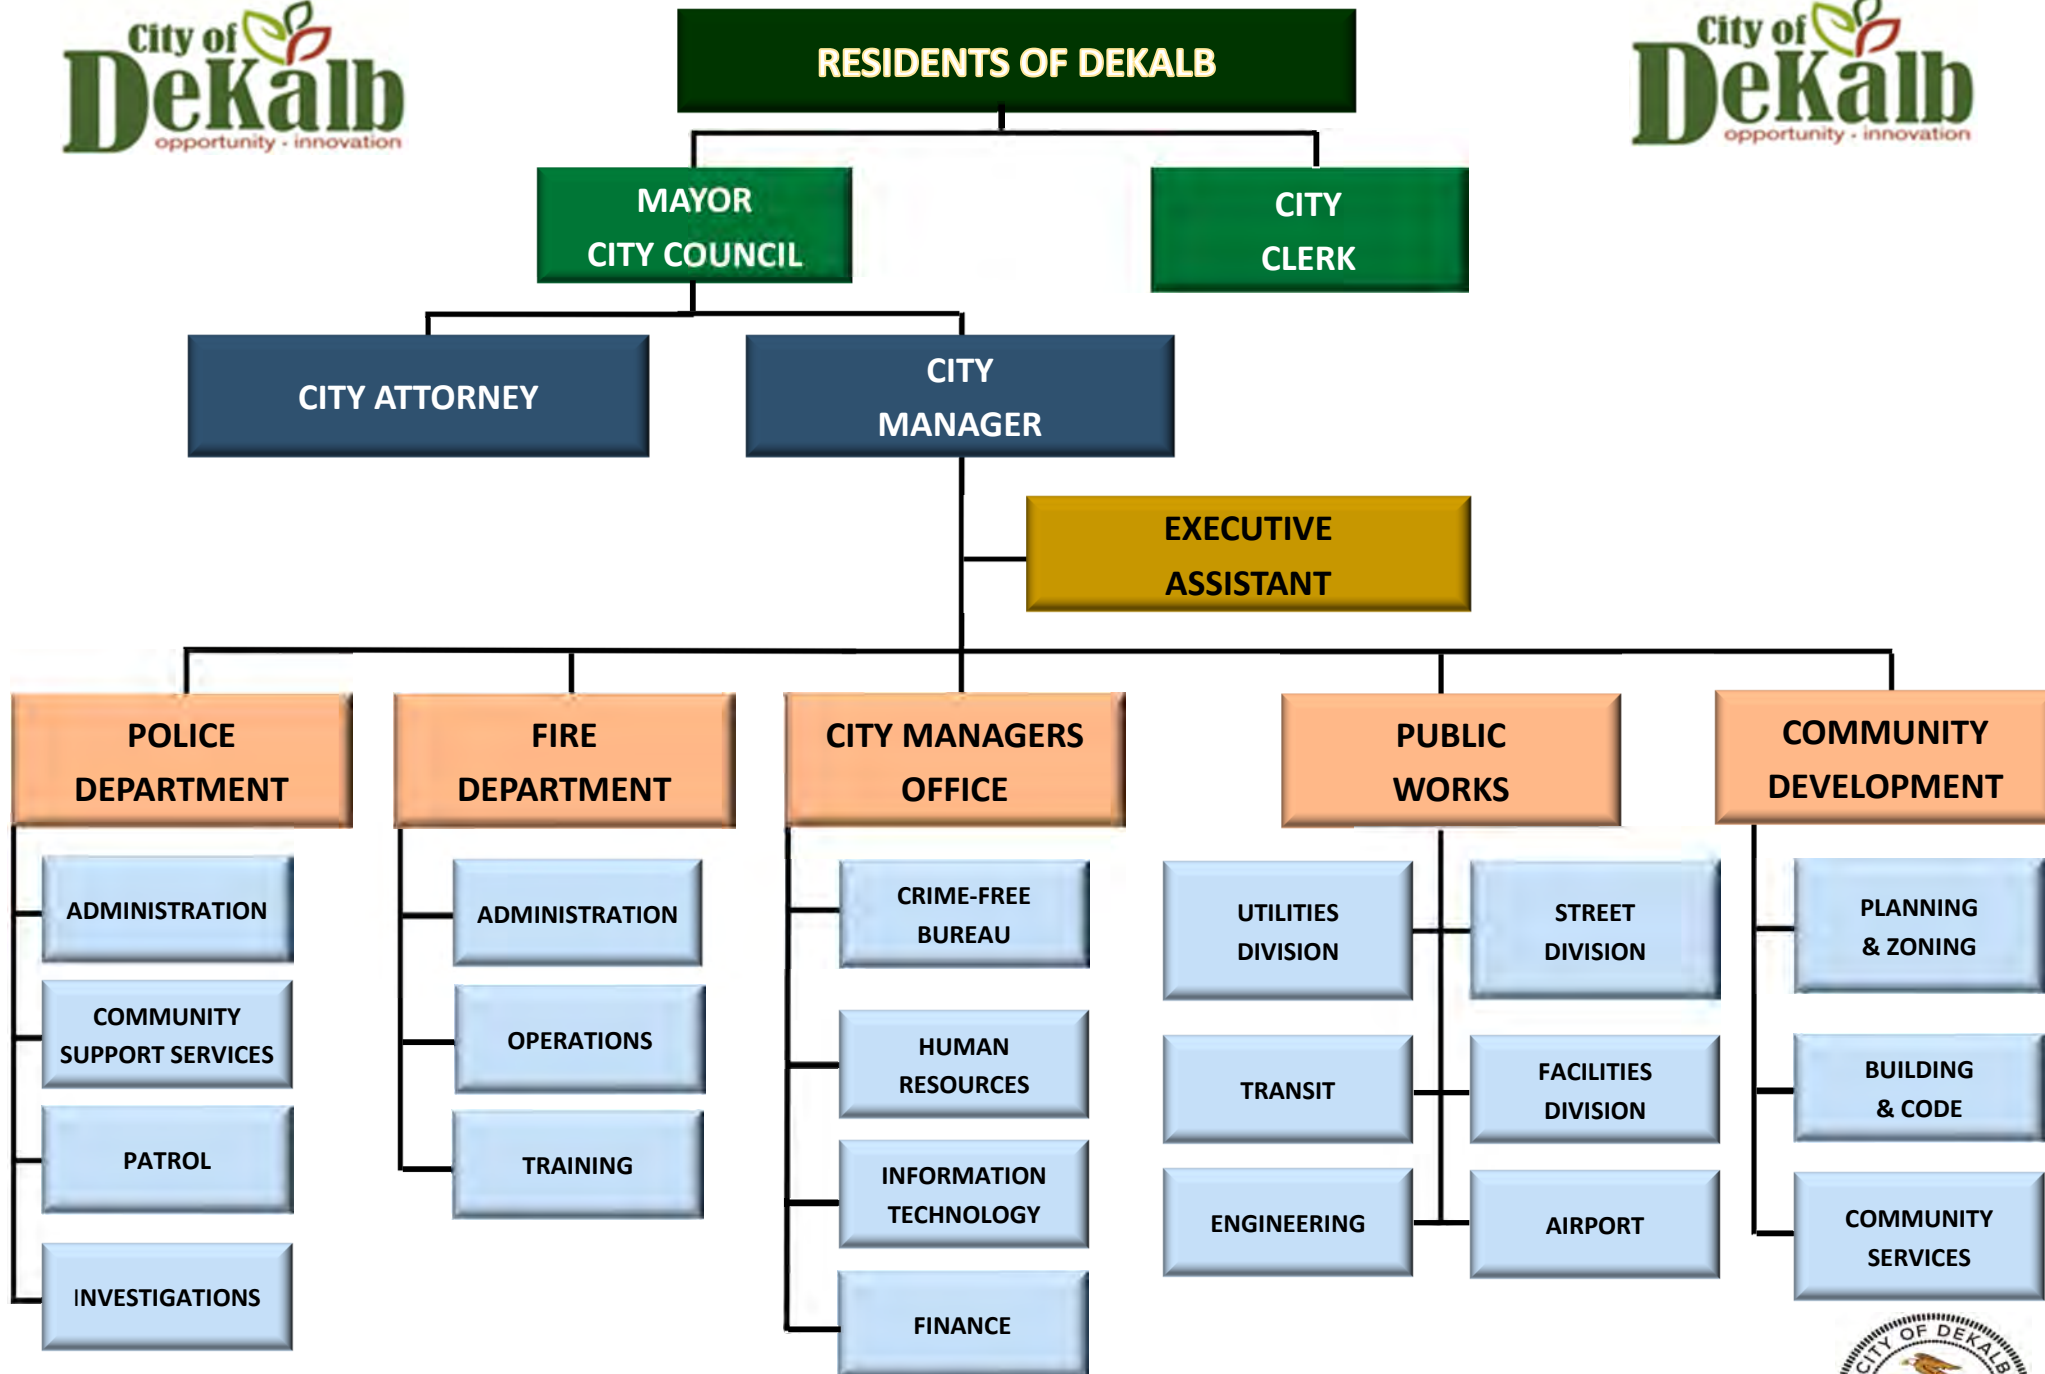 City of
DeKalb
opportunity - innovation
City of
DeKalb
opportunity - innovation
RESIDENTS OF DEKALB
MAYOR
CITY COUNCIL
CITY
CLERK
CITY ATTORNEY
CITY
MANAGER
EXECUTIVE
ASSISTANT
POLICE
DEPARTMENT
ADMINISTRATION
COMMUNITY
SUPPORT SERVICES
PATROL
INVESTIGATIONS
FIRE
DEPARTMENT
ADMINISTRATION
OPERATIONS
TRAINING
CITY MANAGERS
OFFICE
CRIME-FREE
BUREAU
HUMAN
RESOURCES
INFORMATION
TECHNOLOGY
FINANCE
PUBLIC
WORKS
UTILITIES
DIVISION
STREET
DIVISION
TRANSIT
FACILITIES
DIVISION
ENGINEERING
AIRPORT
COMMUNITY
DEVELOPMENT
PLANNING
& ZONING
BUILDING
& CODE
COMMUNITY
SERVICES
CITY OF DEKALB